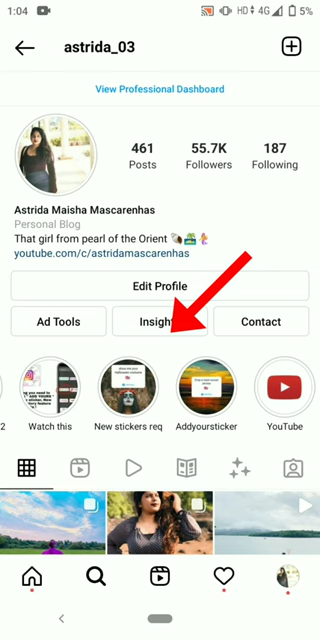 1:04 HD 4G 5%
astrida_03
View Professional Dashboard
461 55.7K 187
Posts Followers Following
Astrida Maisha Mascarenhas
Personal Blog
That girl from pearl of the Orient
youtube.com/c/astridamascarenhas
Edit Profile
Ad Tools Insigh Contact
2 Watch this New stickers req Addyoursticker YouTube